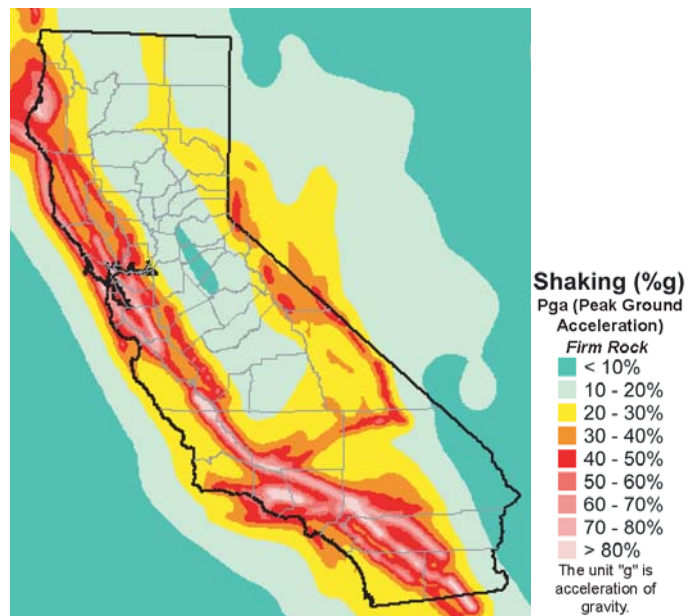 Shaking (%g)
Pga (Peak Ground
Acceleration)
Firm Rock
< 10%
10 - 20%
20 - 30%
30 - 40%
40 - 50%
50 - 60%
60 - 70%
70 - 80%
> 80%
The unit "g" is
acceleration of
gravity.